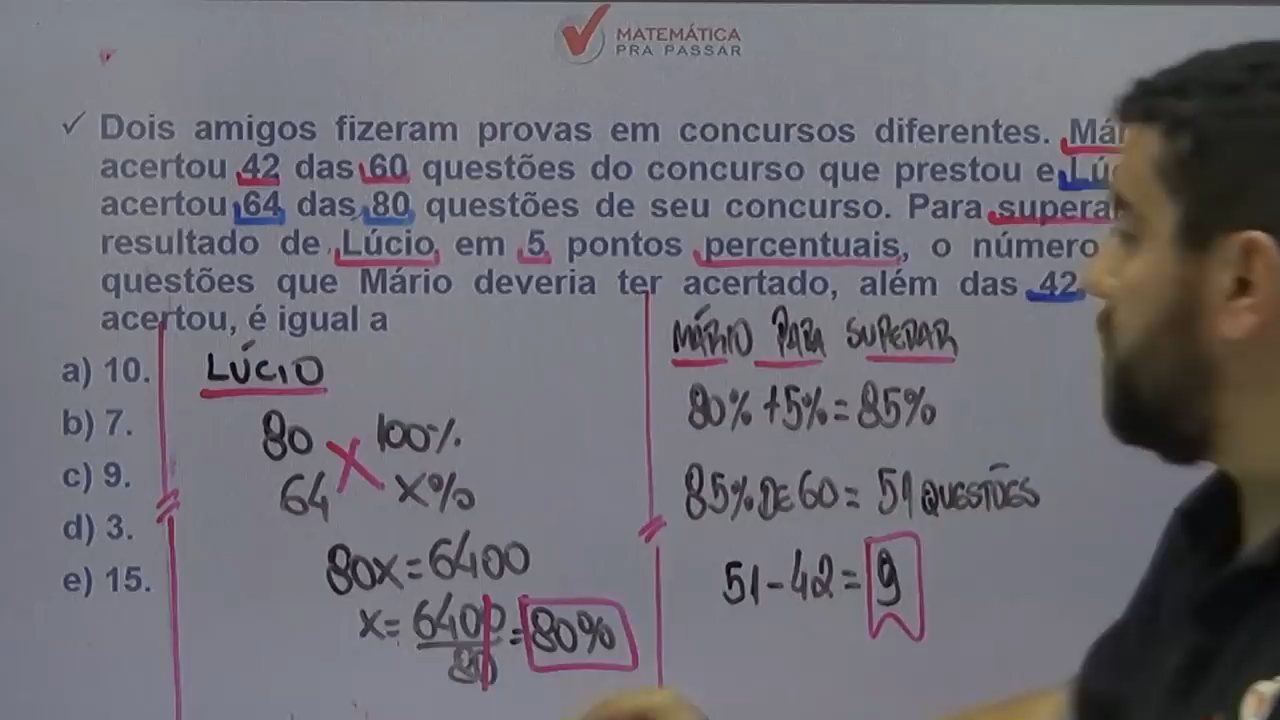 MATEMÁTICA
PRA PASSAR
✓ Dois amigos fizeram provas em concursos diferentes.
acertou 42 das 60 questões do concurso que prestou e
acertou 64 das 80 questões de seu concurso. Para
resultado de Lúcio, em 5 pontos percentuais, o número
questões que Mário deveria ter acertado, além das 42
acertou, é igual a
a) 10.
b) 7.
c) 9.
d) 3.
e) 15.
LÚCIO
80 100%
64 X%
80X=6400
X=6400/80=80%
MÁRIO PARA SUPERAR
80%+5%=85%
85% DE 60=51 QUESTÕES
51-42=9